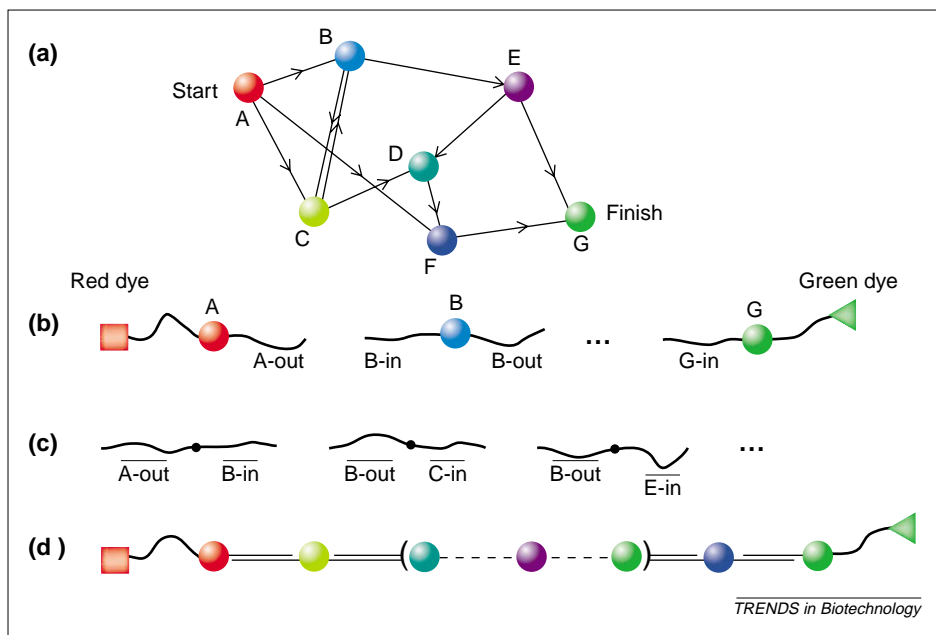 (a)
B
E
Start
A
D
C
Finish
F
G
Red dye
Green dye
(b)
A
A-out
B
B-in
B-out
...
G
G-in
(c)
A-out
B-in
B-out
C-in
B-out
E-in
...
(d )
(
)
TRENDS in Biotechnology